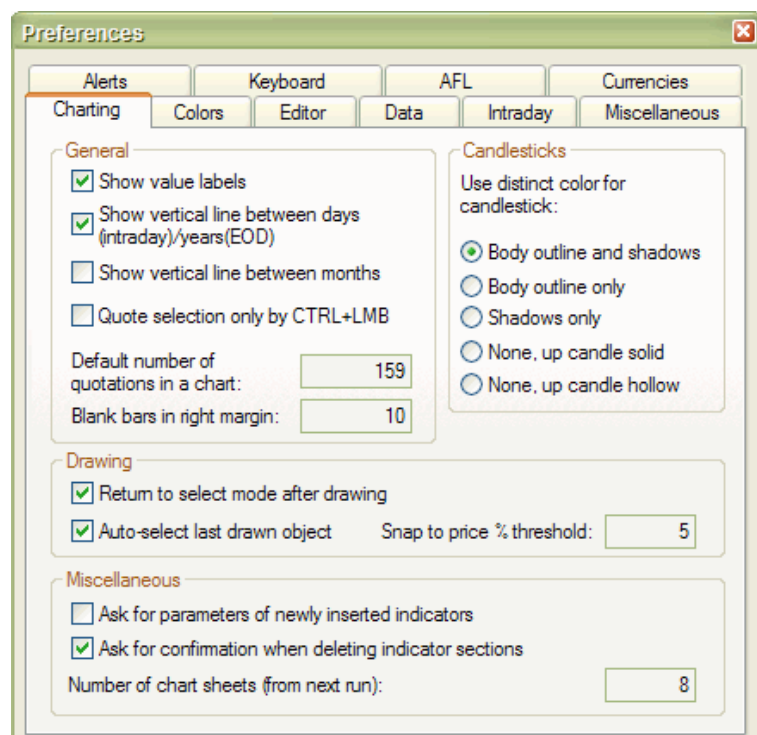 Preferences
Alerts Keyboard AFL Currencies
Charting Colors Editor Data Intraday Miscellaneous
General
Show value labels
Show vertical line between days
(intraday)/years(EOD)
Show vertical line between months
Quote selection only by CTRL+LMB
Default number of
quotations in a chart: 159
Blank bars in right margin: 10
Candlesticks
Use distinct color for
candlestick:
Body outline and shadows
Body outline only
Shadows only
None, up candle solid
None, up candle hollow
Drawing
Return to select mode after drawing
Auto-select last drawn object Snap to price % threshold: 5
Miscellaneous
Ask for parameters of newly inserted indicators
Ask for confirmation when deleting indicator sections
Number of chart sheets (from next run): 8